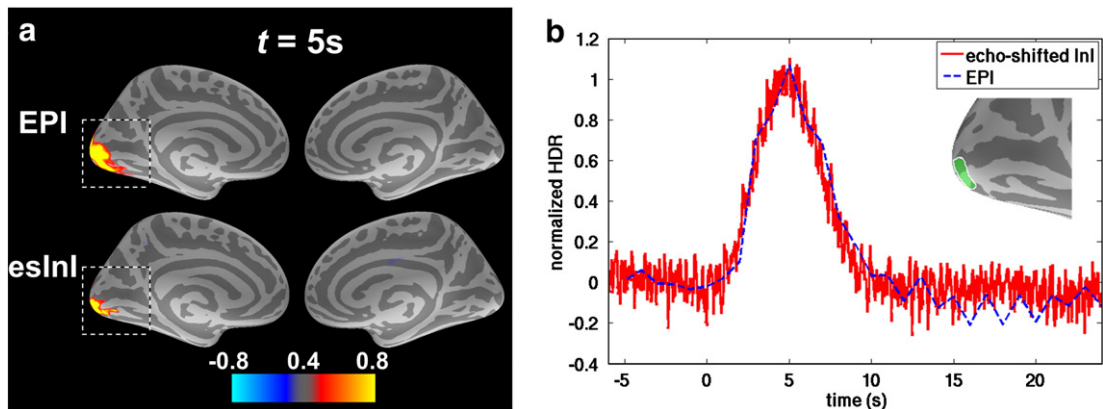 a
t = 5s
EPI
esInI
-0.8 0.4 0.8
b
1.2
1
0.8
0.6
0.4
0.2
0
-0.2
-0.4
normalized HDR
echo-shifted InI
EPI
-5 0 5 10 15 20
time (s)